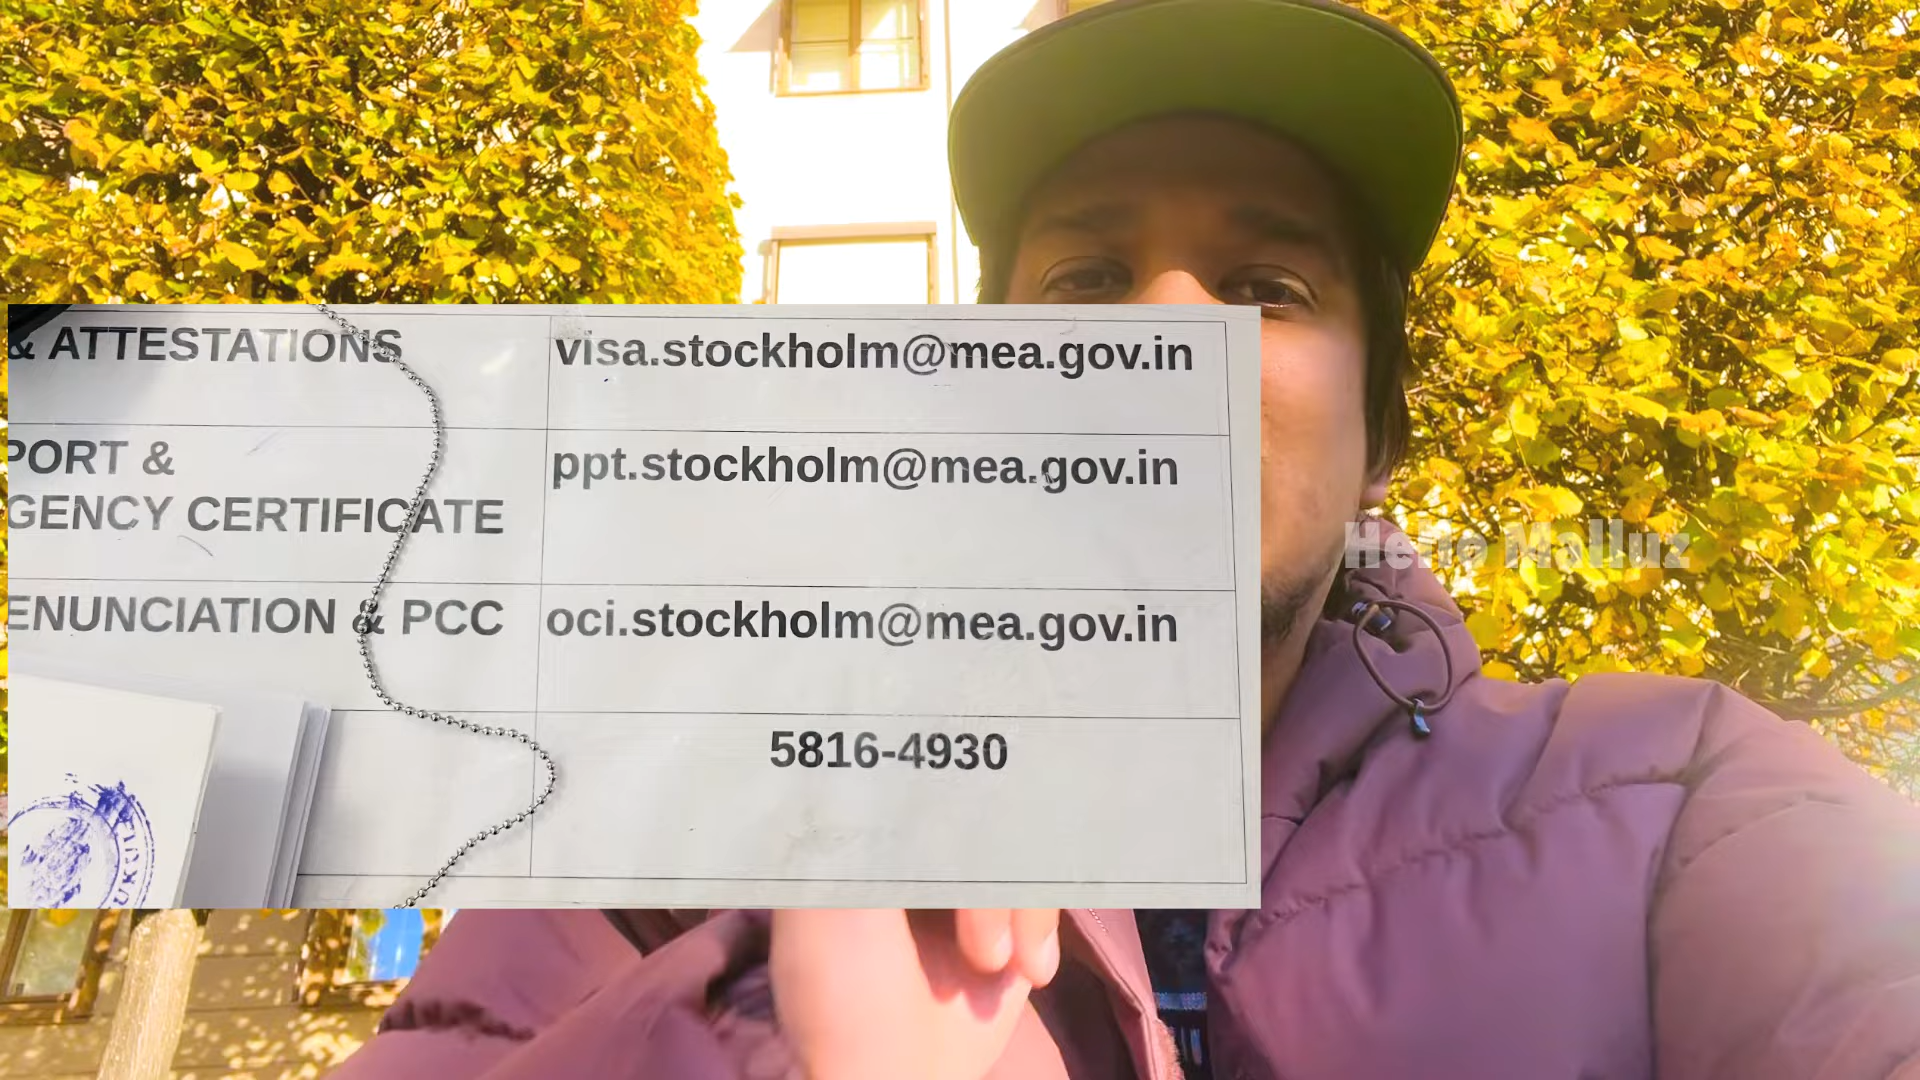 & ATTESTATIONS visa.stockholm@mea.gov.in
PORT & ppt.stockholm@mea.gov.in
GENCY CERTIFICATE
ENUNCIATION & PCC oci.stockholm@mea.gov.in
5816-4930
Hello Malluz